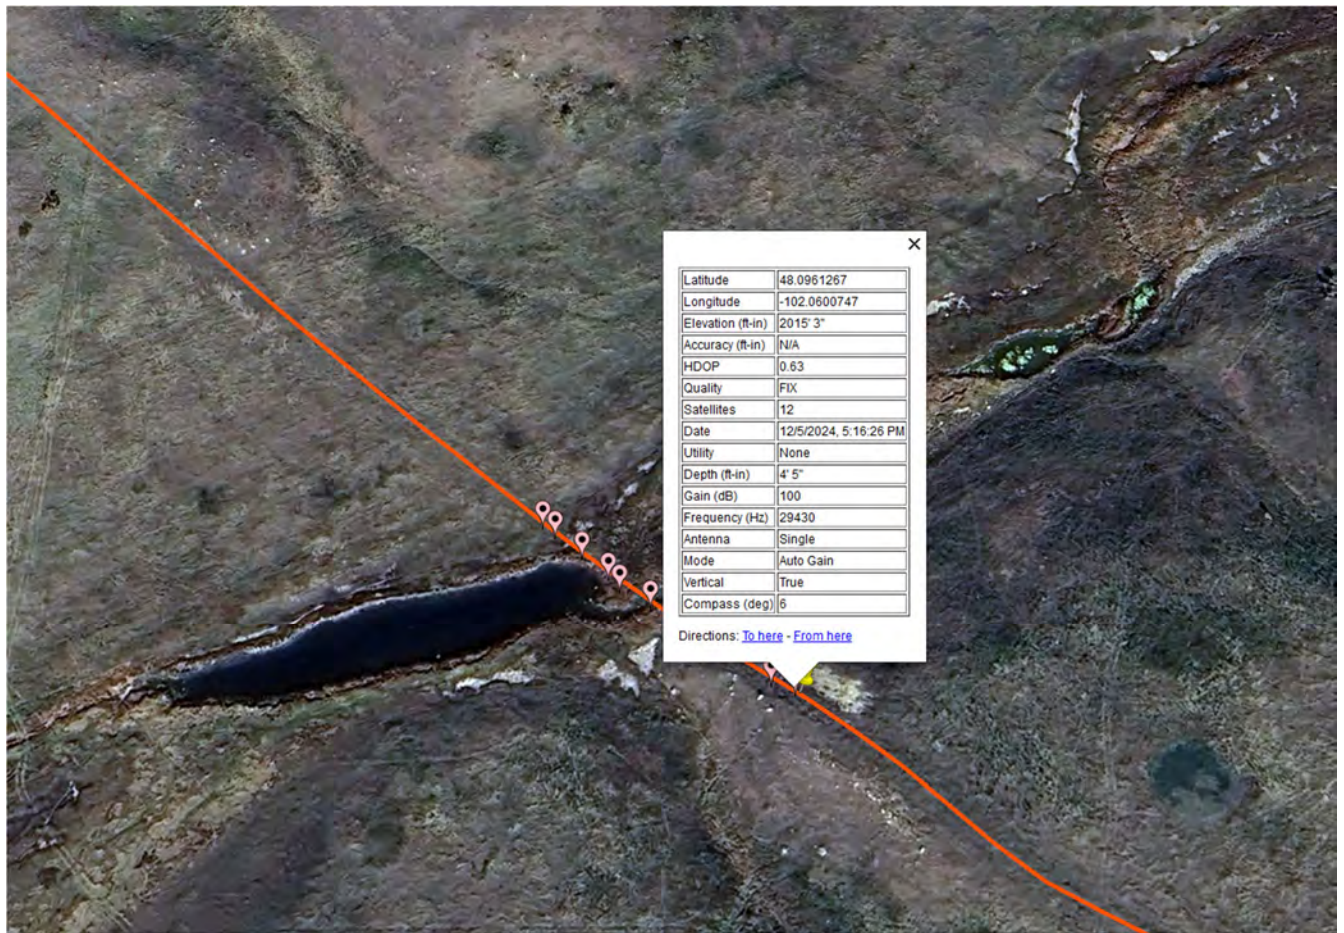 ×
Latitude 48.0961267
Longitude -102.0600747
Elevation (ft-in) 2015' 3"
Accuracy (ft-in) N/A
HDOP 0.63
Quality FIX
Satellites 12
Date 12/5/2024, 5:16:26 PM
Utility None
Depth (ft-in) 4' 5"
Gain (dB) 100
Frequency (Hz) 29430
Antenna Single
Mode Auto Gain
Vertical True
Compass (deg) 6
Directions: To here - From here